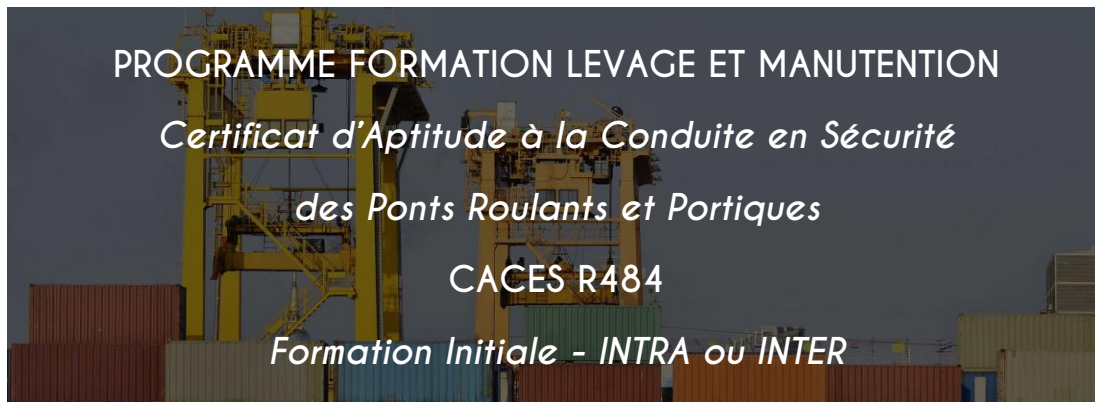 PROGRAMME FORMATION LEVAGE ET MANUTENTION
Certificat d'Aptitude à la Conduite en Sécurité
des Ponts Roulants et Portiques
CACES R484
Formation Initiale - INTRA ou INTER